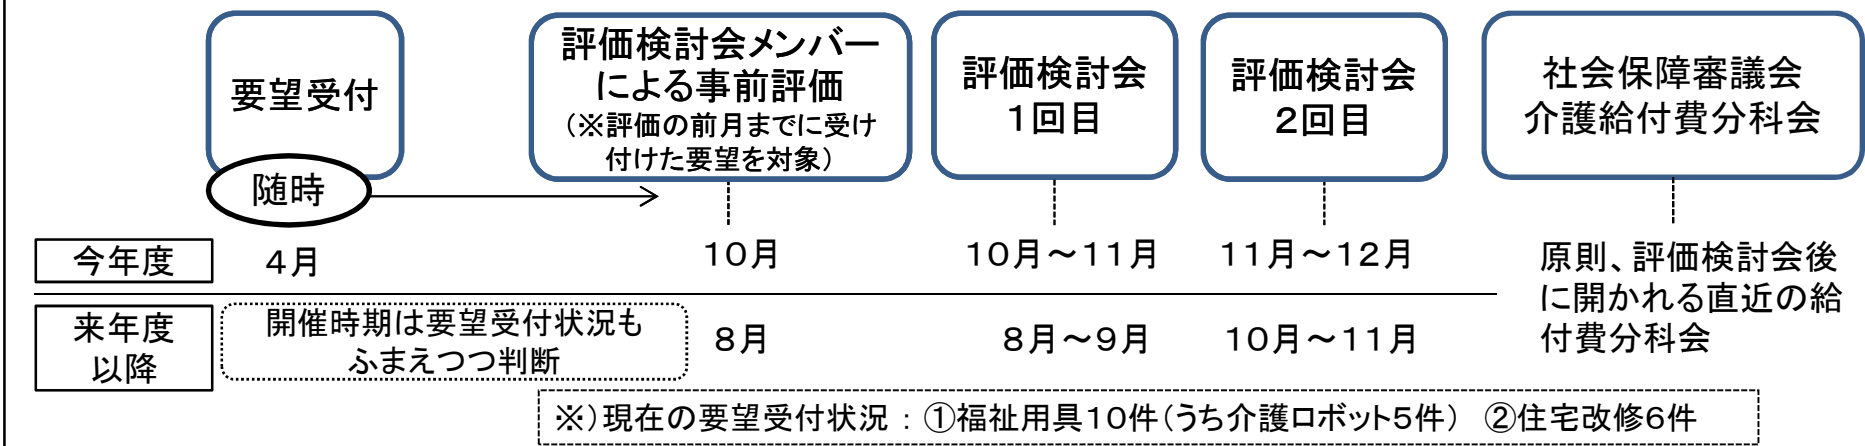 要望受付
随時
評価検討会メンバー
による事前評価
（※評価の前月までに受け
付けた要望を対象）
評価検討会
１回目
評価検討会
２回目
社会保障審議会
介護給付費分科会
今年度
４月
１０月
１０月～１１月
１１月～１２月
原則、評価検討会後
に開かれる直近の給
付費分科会
来年度
以降
開催時期は要望受付状況も
ふまえつつ判断
８月
８月～９月
１０月～１１月
※）現在の要望受付状況：①福祉用具１０件（うち介護ロボット５件）　②住宅改修６件